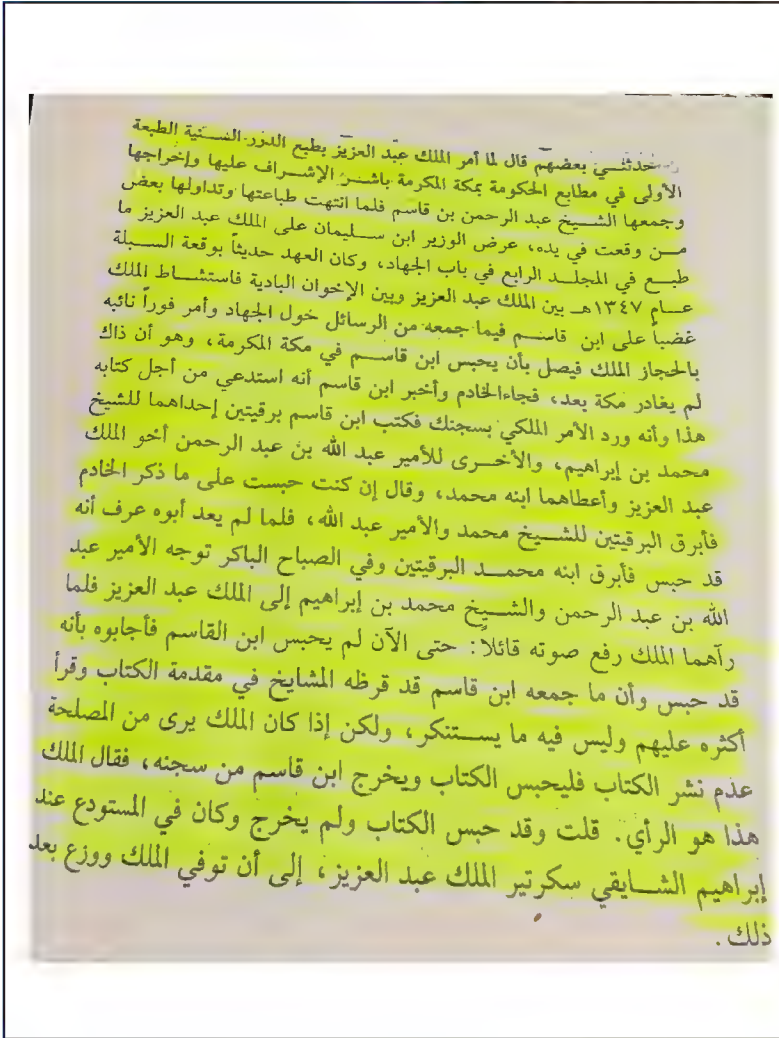 وحدثني بعضهم قال لما أمر الملك عبد العزيز بطبع الدرر السنية الطبعة
الأولى في مطابع الحكومة بمكة المكرمة باشر الإشراف عليها وإخراجها
وجمعها الشيخ عبد الرحمن بن قاسم فلما انتهت طباعتها وتداولها بعض
من وقعت في يده، عرض الوزير ابن سليمان على الملك عبد العزيز ما
طبع في المجلد الرابع في باب الجهاد، وكان العهد حديثاً بوقعة السبلة
عام ١٣٤٧هـ بين الملك عبد العزيز وبين الإخوان البادية فاستشاط الملك
غضباً على ابن قاسم فيما جمعه من الرسائل حول الجهاد وأمر فوراً نائبه
بالحجاز الملك فيصل بأن يحبس ابن قاسم في مكة المكرمة، وهو أن ذاك
لم يغادر مكة بعد، فجاءالخادم وأخبر ابن قاسم أنه استدعي من أجل كتابه
هذا وأنه ورد الأمر الملكي بسجنك فكتب ابن قاسم برقيتين إحداهما للشيخ
محمد بن إبراهيم، والأخرى للأمير عبد الله بن عبد الرحمن أخو الملك
عبد العزيز وأعطاهما ابنه محمد، وقال إن كنت حبست على ما ذكر الخادم
فأبرق البرقيتين للشيخ محمد والأمير عبد الله، فلما لم يعد أبوه عرف أنه
قد حبس فأبرق ابنه محمد البرقيتين وفي الصباح الباكر توجه الأمير عبد
الله بن عبد الرحمن والشيخ محمد بن إبراهيم إلى الملك عبد العزيز فلما
رآهما الملك رفع صوته قائلاً: حتى الآن لم يحبس ابن القاسم فأجابوه بأنه
قد حبس وأن ما جمعه ابن قاسم قد قرظه المشايخ في مقدمة الكتاب وقرأ
أكثره عليهم وليس فيه ما يستنكر، ولكن إذا كان الملك يرى من المصلحة
عدم نشر الكتاب فليحبس الكتاب ويخرج ابن قاسم من سجنه، فقال الملك
هذا هو الرأي. قلت وقد حبس الكتاب ولم يخرج وكان في المستودع عند
إبراهيم الشايقي سكرتير الملك عبد العزيز، إلى أن توفي الملك ووزع بعد
ذلك.